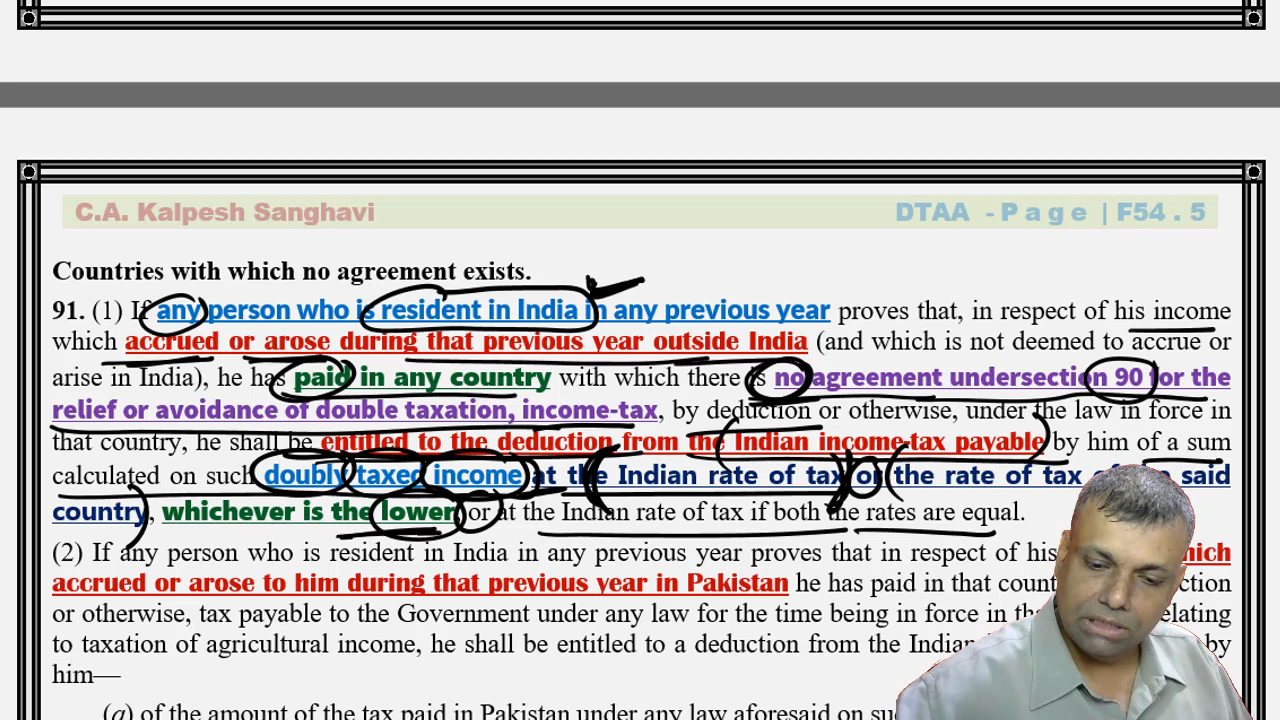 C.A. Kalpesh Sanghavi
DTAA - Page | F54 . 5
Countries with which no agreement exists.
91. (1) If any person who is resident in India in any previous year proves that, in respect of his income
which accrued or arose during that previous year outside India (and which is not deemed to accrue or
arise in India), he has paid in any country with which there is no agreement undersection 90 for the
relief or avoidance of double taxation, income-tax, by deduction or otherwise, under the law in force in
that country, he shall be entitled to the deduction from the Indian income-tax payable by him of a sum
calculated on such doubly taxed income at the Indian rate of tax or the rate of tax of the said
country, whichever is the lower or at the Indian rate of tax if both the rates are equal.
(2) If any person who is resident in India in any previous year proves that in respect of his
accrued or arose to him during that previous year in Pakistan he has paid in that
or otherwise, tax payable to the Government under any law for the time being in force in
to taxation of agricultural income, he shall be entitled to a deduction from the Indian by
him—
(a) of the amount of the tax paid in Pakistan under any law aforesaid on